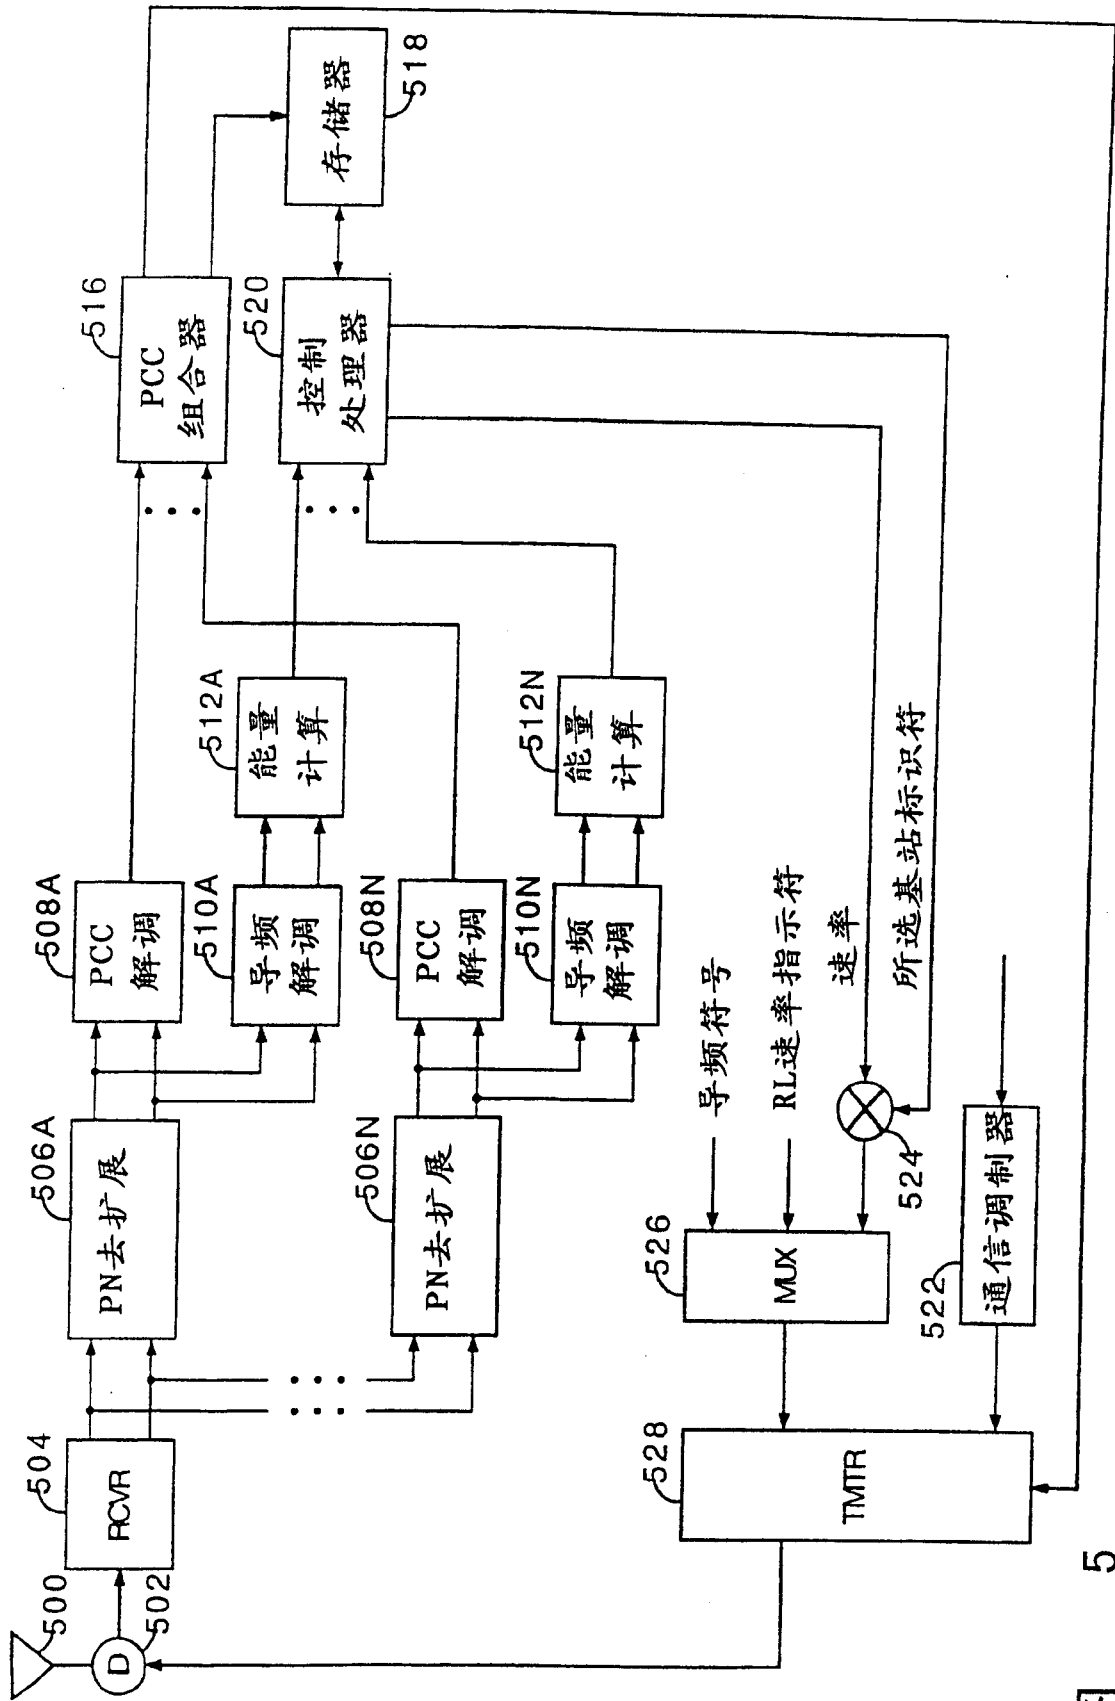 500
D
502
RCVR
504
PN去扩展
506A
PCC
解调
508A
导频
解调
510A
能量
计算
512A
PN去扩展
506N
PCC
解调
508N
导频
解调
510N
能量
计算
512N
PCC
组合器
516
控制
处理器
520
存储器
518
TMTR
528
MUX
526
导频符号
RL速率指示符
速率
所选基站标识符
524
通信调制器
522
5